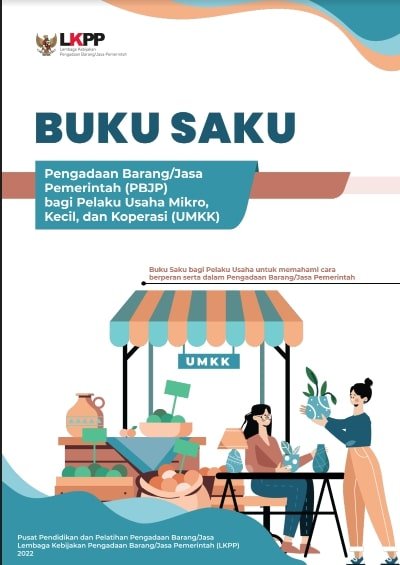 LKPP
Lembaga Kebijakan
Pengadaan Barang/Jasa Pemerintah
BUKU SAKU
Pengadaan Barang/Jasa
Pemerintah (PBJP)
bagi Pelaku Usaha Mikro,
Kecil, dan Koperasi (UMKK)
Buku Saku bagi Pelaku Usaha untuk memahami cara
berperan serta dalam Pengadaan Barang/Jasa Pemerintah
UMKK
Pusat Pendidikan dan Pelatihan Pengadaan Barang/Jasa
Lembaga Kebijakan Pengadaan Barang/Jasa Pemerintah (LKPP)
2022